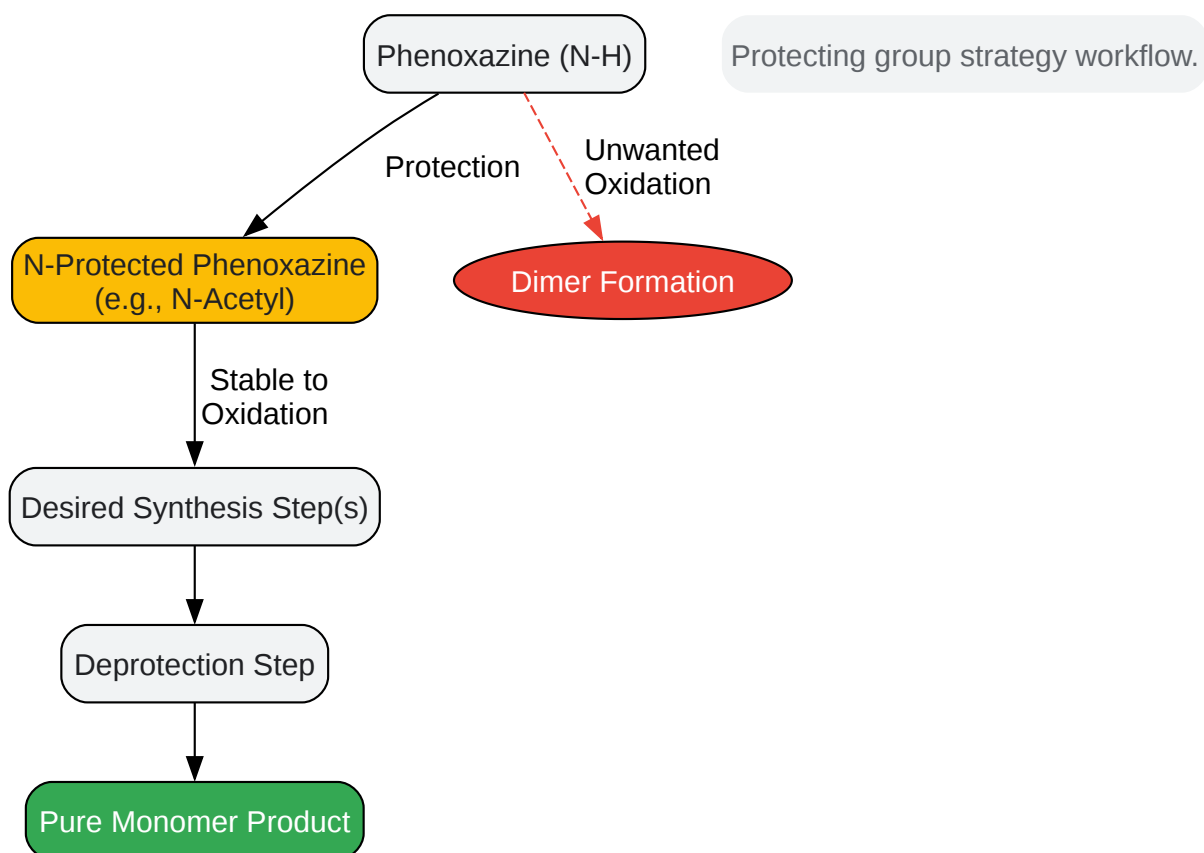 Phenoxazine (N-H)
Protecting group strategy workflow.
Protection
Unwanted
Oxidation
N-Protected Phenoxazine
(e.g., N-Acetyl)
Dimer Formation
Stable to
Oxidation
Desired Synthesis Step(s)
Deprotection Step
Pure Monomer Product